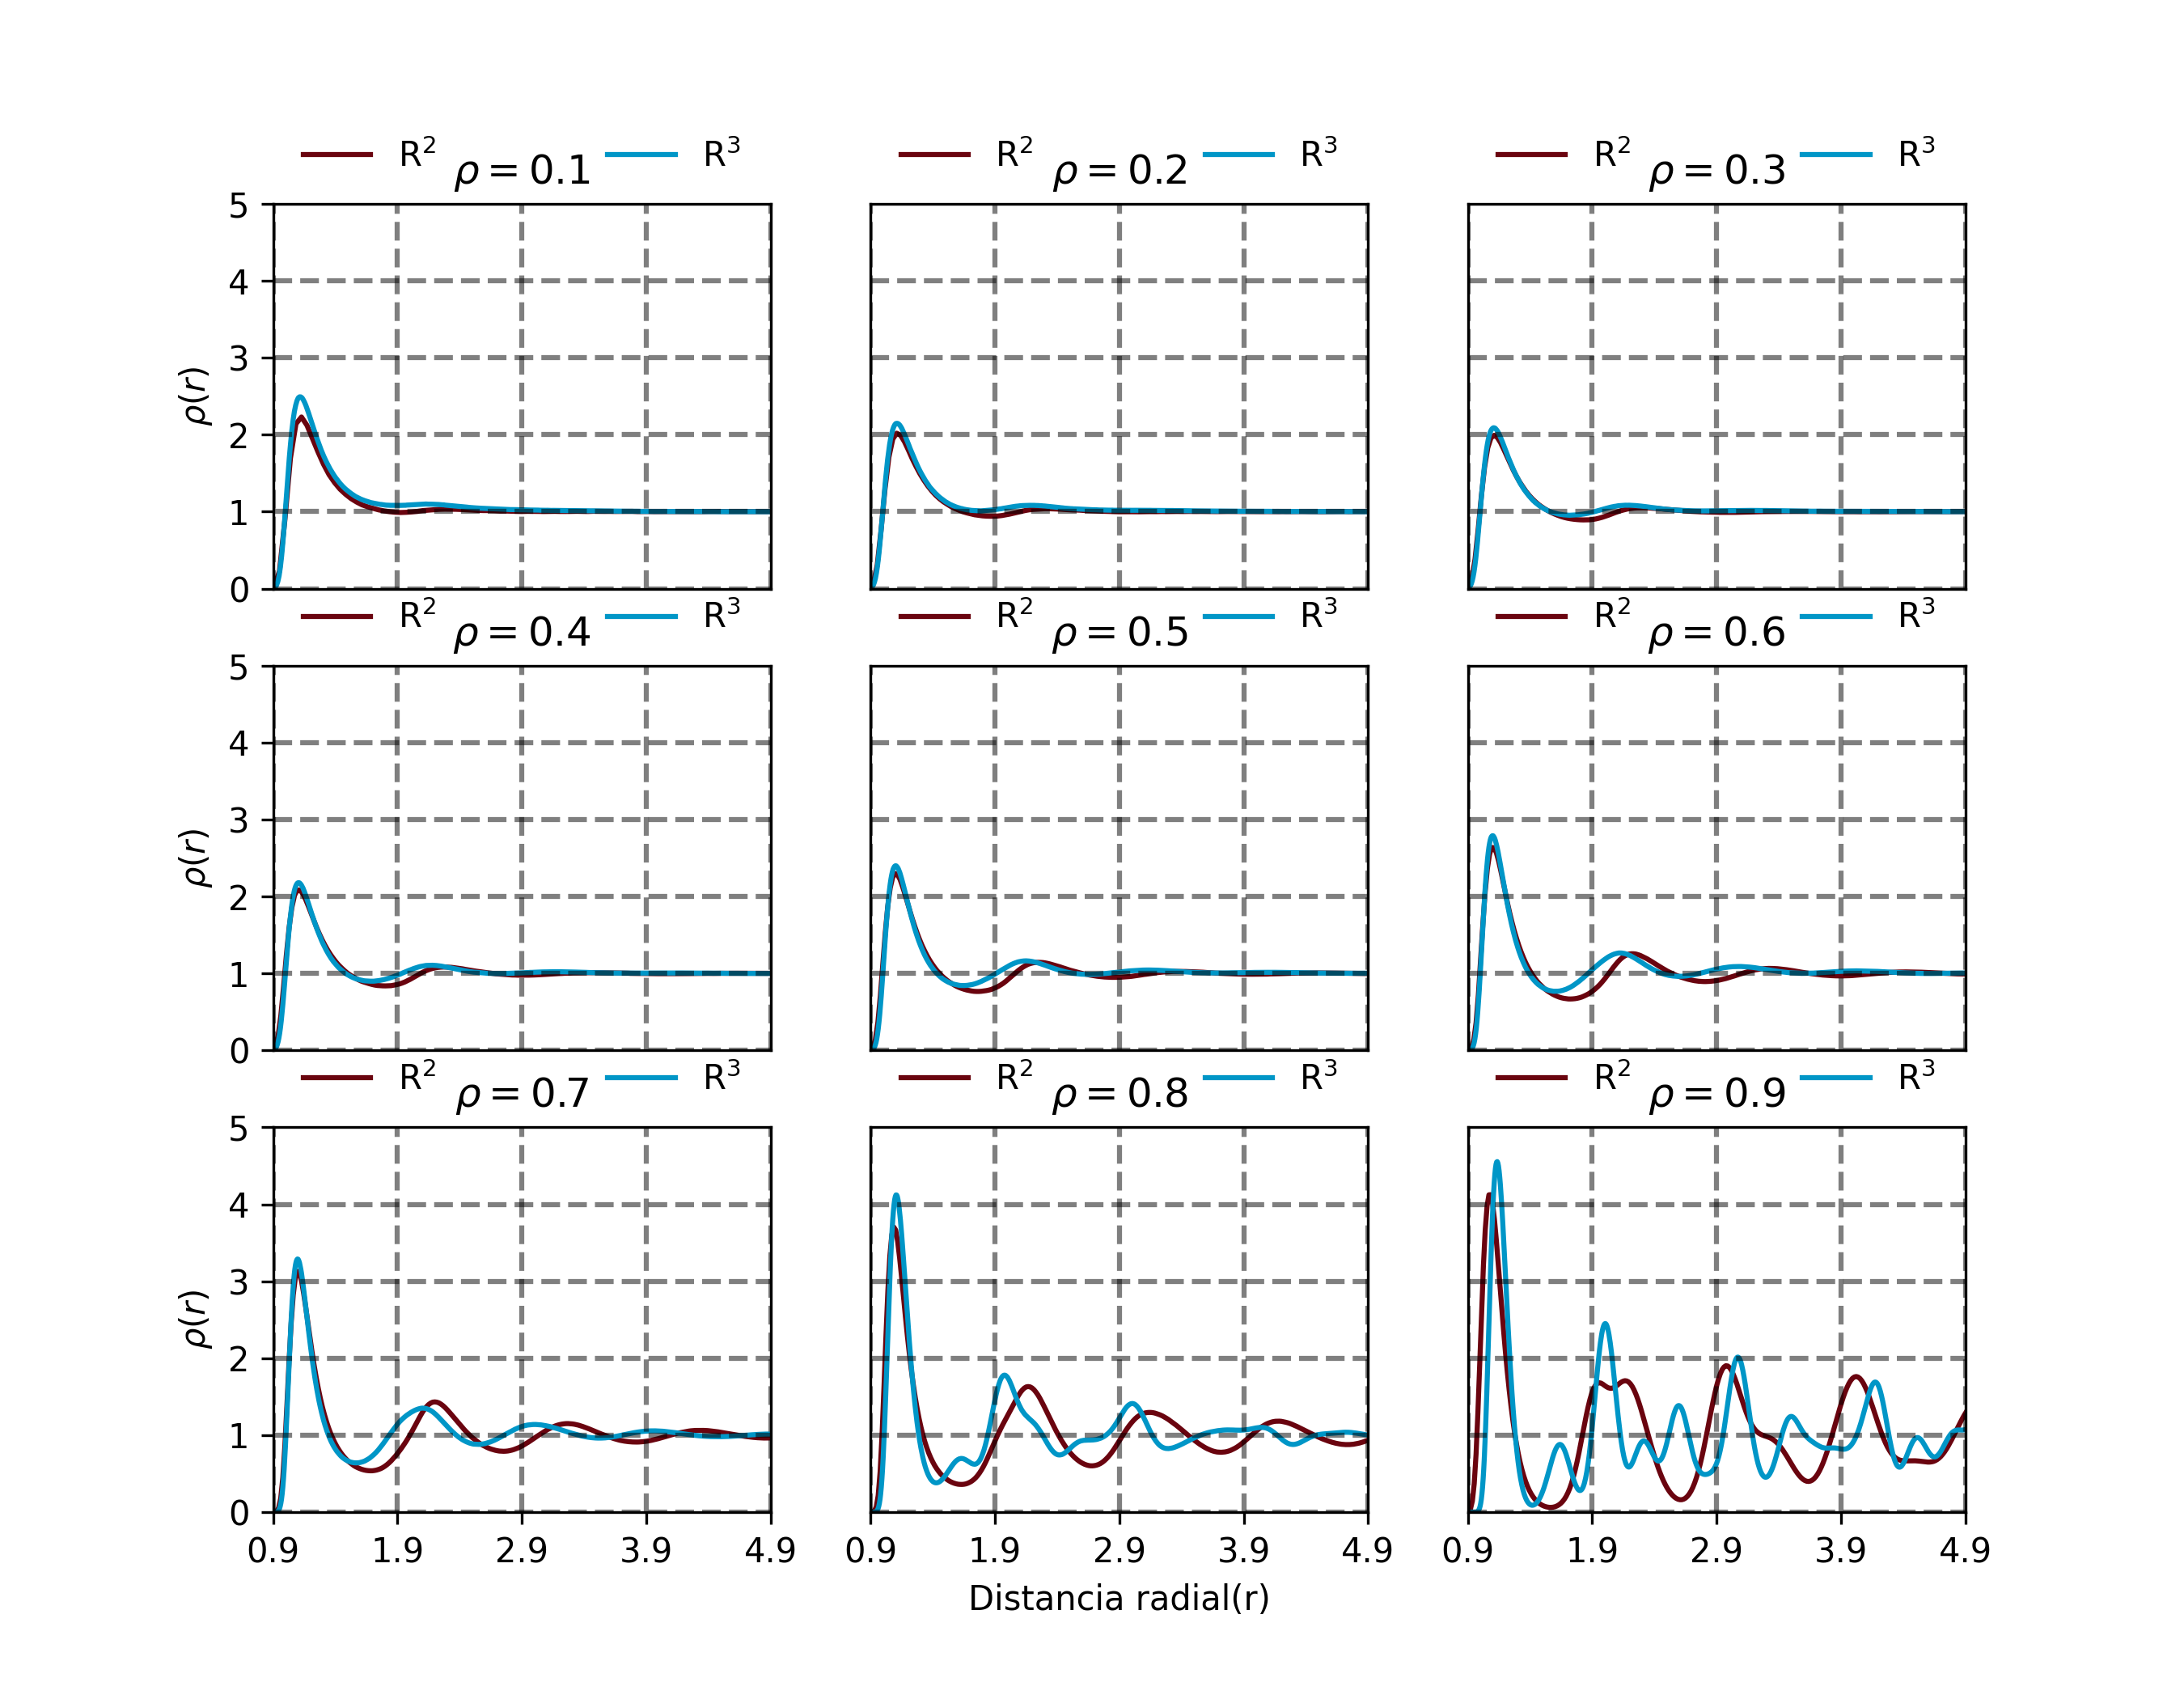 R² R³ R² R³ R² R³
ρ = 0.1 ρ = 0.2 ρ = 0.3
5
4
3
2
1
0
ρ(r)
R² R³ R² R³ R² R³
ρ = 0.4 ρ = 0.5 ρ = 0.6
5
4
3
2
1
0
ρ(r)
R² R³ R² R³ R² R³
ρ = 0.7 ρ = 0.8 ρ = 0.9
5
4
3
2
1
0
ρ(r)
0.9 1.9 2.9 3.9 4.9 0.9 1.9 2.9 3.9 4.9 0.9 1.9 2.9 3.9 4.9
Distancia radial(r)